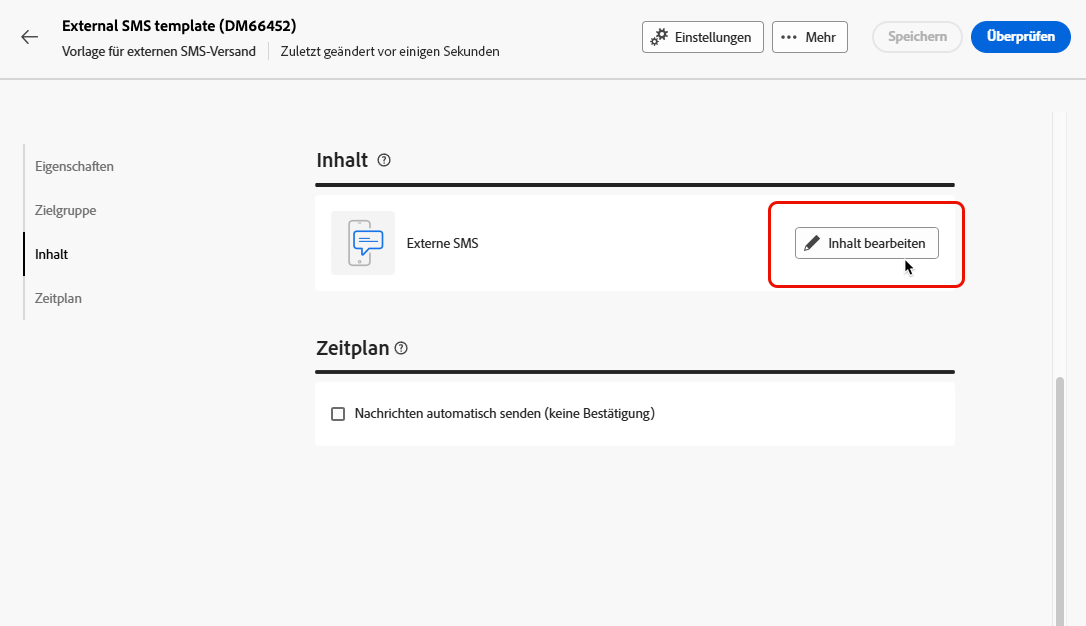 External SMS template (DM66452)
Vorlage für externen SMS-Versand
Zuletzt geändert vor einigen Sekunden
Einstellungen
Mehr
Speichern
Überprüfen
Eigenschaften
Zielgruppe
Inhalt
Zeitplan
Inhalt
Externe SMS
Inhalt bearbeiten
Zeitplan
Nachrichten automatisch senden (keine Bestätigung)